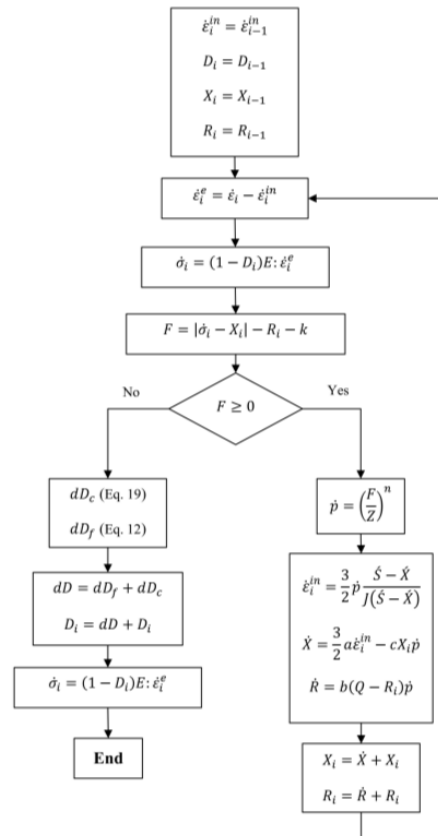 ε̇ᵢⁱⁿ = ε̇ᵢ₋₁ⁱⁿ
Dᵢ = Dᵢ₋₁
Xᵢ = Xᵢ₋₁
Rᵢ = Rᵢ₋₁
ε̇ᵢᵉ = ε̇ᵢ − ε̇ᵢⁱⁿ
σ̇ᵢ = (1 − Dᵢ)E: ε̇ᵢᵉ
F = |σ̇ᵢ − Xᵢ| − Rᵢ − k
F ≥ 0
No
Yes
dD_c (Eq. 19)
dD_f (Eq. 12)
dD = dD_f + dD_c
Dᵢ = dD + Dᵢ
σ̇ᵢ = (1 − Dᵢ)E: ε̇ᵢᵉ
End
ṗ = (F/Z)ⁿ
ε̇ᵢⁱⁿ = 3/2 ṗ (Ś − X́)/J(Ś − X́)
Ẋ = 3/2 aε̇ᵢⁱⁿ − cXᵢṗ
Ṙ = b(Q − Rᵢ)ṗ
Xᵢ = Ẋ + Xᵢ
Rᵢ = Ṙ + Rᵢ